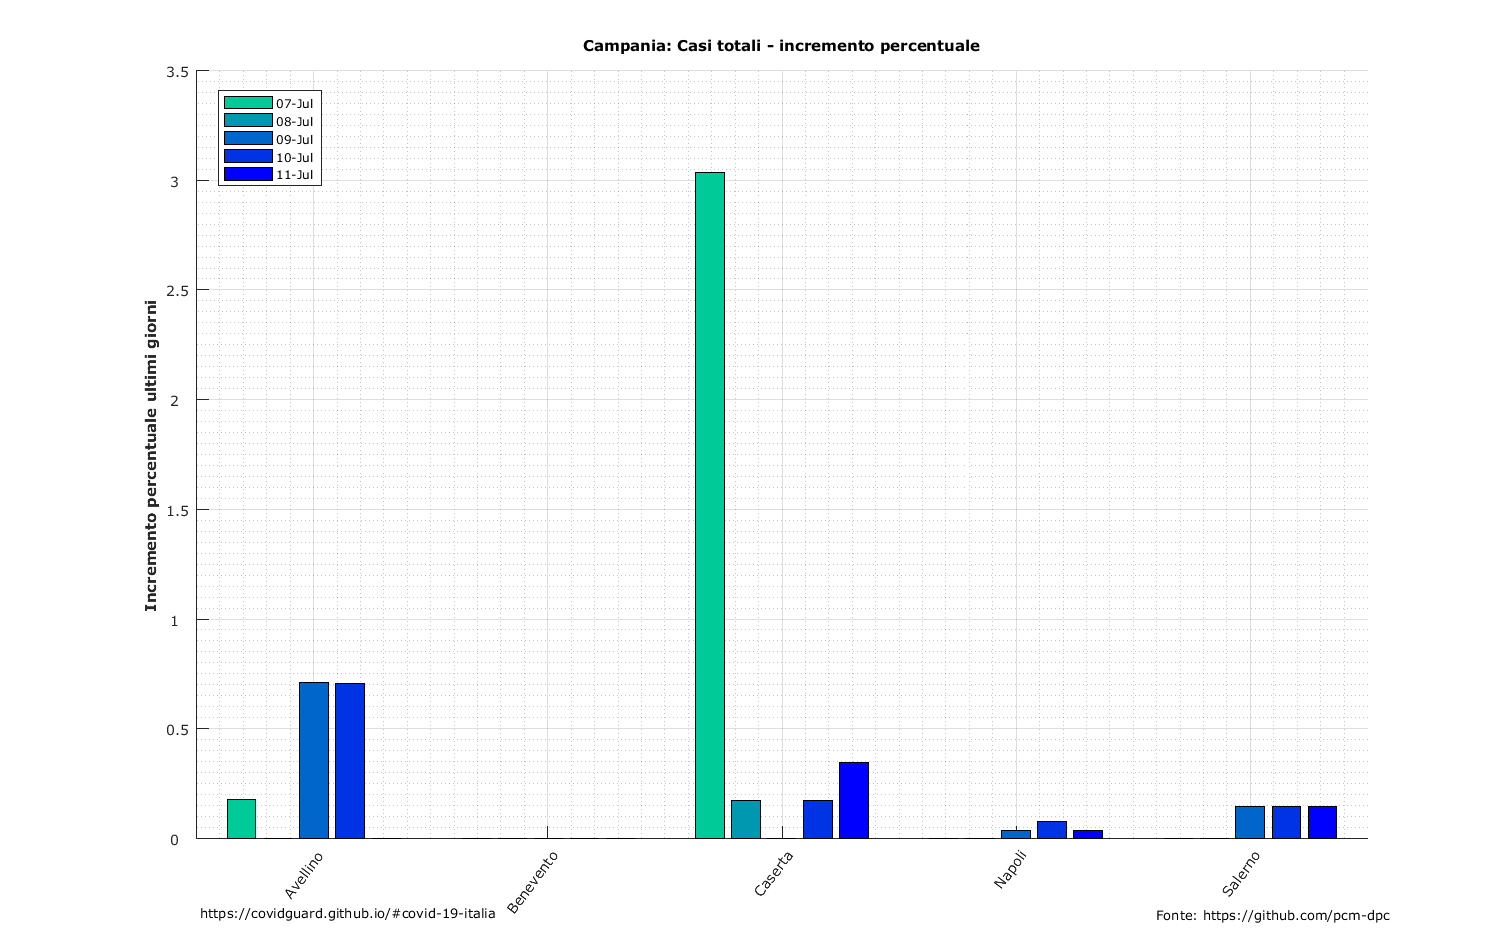 Campania: Casi totali - incremento percentuale
3.5
3
2.5
2
1.5
1
0.5
0
Incremento percentuale ultimi giorni
07-Jul
08-Jul
09-Jul
10-Jul
11-Jul
Avellino
Benevento
Caserta
Napoli
Salerno
https://covidguard.github.io/#covid-19-italia
Fonte: https://github.com/pcm-dpc